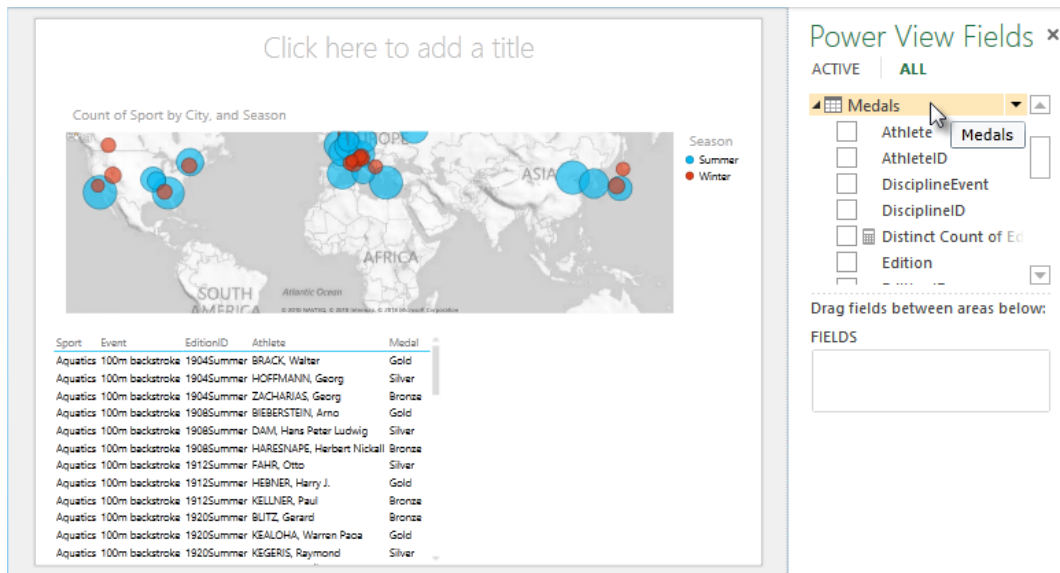 Click here to add a title
Count of Sport by City, and Season
EUROPE
ASIA
AFRICA
SOUTH
AMERICA
Atlantic Ocean
Season
Summer
Winter
Sport Event EditionID Athlete Medal
Aquatics 100m backstroke 1904Summer BRACK, Walter Gold
Aquatics 100m backstroke 1904Summer HOFFMANN, Georg Silver
Aquatics 100m backstroke 1904Summer ZACHARIAS, Georg Bronze
Aquatics 100m backstroke 1908Summer BIEBERSTEIN, Arno Gold
Aquatics 100m backstroke 1908Summer DAM, Hans Peter Ludwig Silver
Aquatics 100m backstroke 1908Summer HARESNAPE, Herbert Nickall Bronze
Aquatics 100m backstroke 1912Summer FAHR, Otto Silver
Aquatics 100m backstroke 1912Summer HEBNER, Harry J. Gold
Aquatics 100m backstroke 1912Summer KELLNER, Paul Bronze
Aquatics 100m backstroke 1920Summer BLITZ, Gerard Bronze
Aquatics 100m backstroke 1920Summer KEALOHA, Warren Paoa Gold
Aquatics 100m backstroke 1920Summer KEGERIS, Raymond Silver
Power View Fields
ACTIVE ALL
Medals
Athlete
Medals
AthleteID
DisciplineEvent
DisciplineID
Distinct Count of Ed
Edition
Drag fields between areas below:
FIELDS